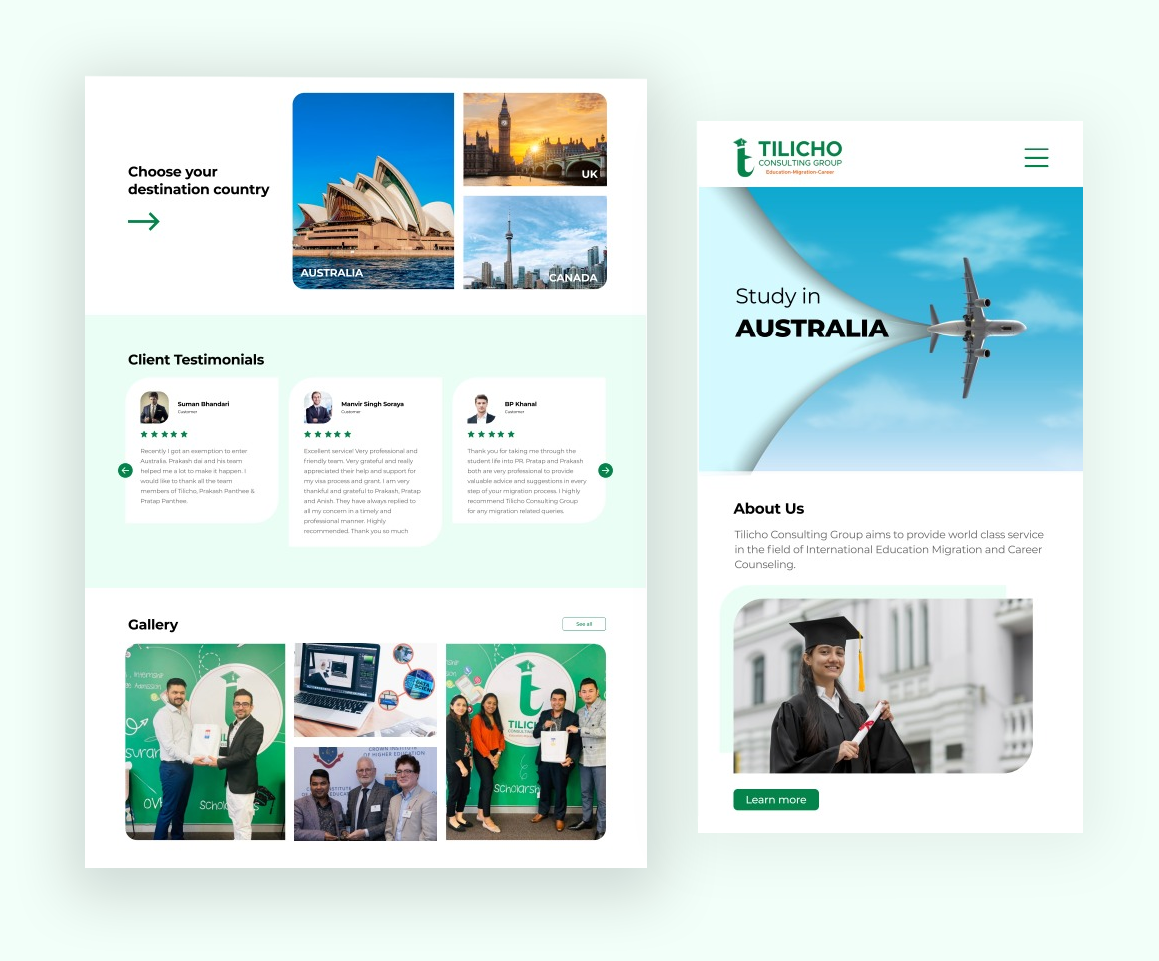 Choose your
destination country
AUSTRALIA
UK
CANADA
Client Testimonials
Suman Bhandari
Customer
Recently I got an exemption to enter
Australia. Prakash dai and his team
helped me a lot to make it happen. I
would like to thank all the team
members of Tilicho, Prakash Panthee &
Pratap Panthee.
Manvir Singh Soraya
Customer
Excellent service! Very professional and
friendly team. Very grateful and really
appreciated their help and support for
my visa process and grant. I am very
thankful and grateful to Prakash, Pratap
and Anish. They have always replied to
all my concern in a timely and
professional manner. Highly
recommended. Thank you so much
BP Khanal
Customer
Thank you for taking me through the
student life into PR. Pratap and Prakash
both are very professional to provide
valuable advice and suggestions in every
step of your migration process. I highly
recommend Tilicho Consulting Group
for any migration related queries.
Gallery
See all
TILIC
CROWN INSTITUTE
OF HIGHER EDUCATION
TILICH
CONSULTING
Scholarsh
TILICHO
CONSULTING GROUP
Education-Migration-Career
Study in
AUSTRALIA
About Us
Tilicho Consulting Group aims to provide world class service
in the field of International Education Migration and Career
Counseling.
Learn more